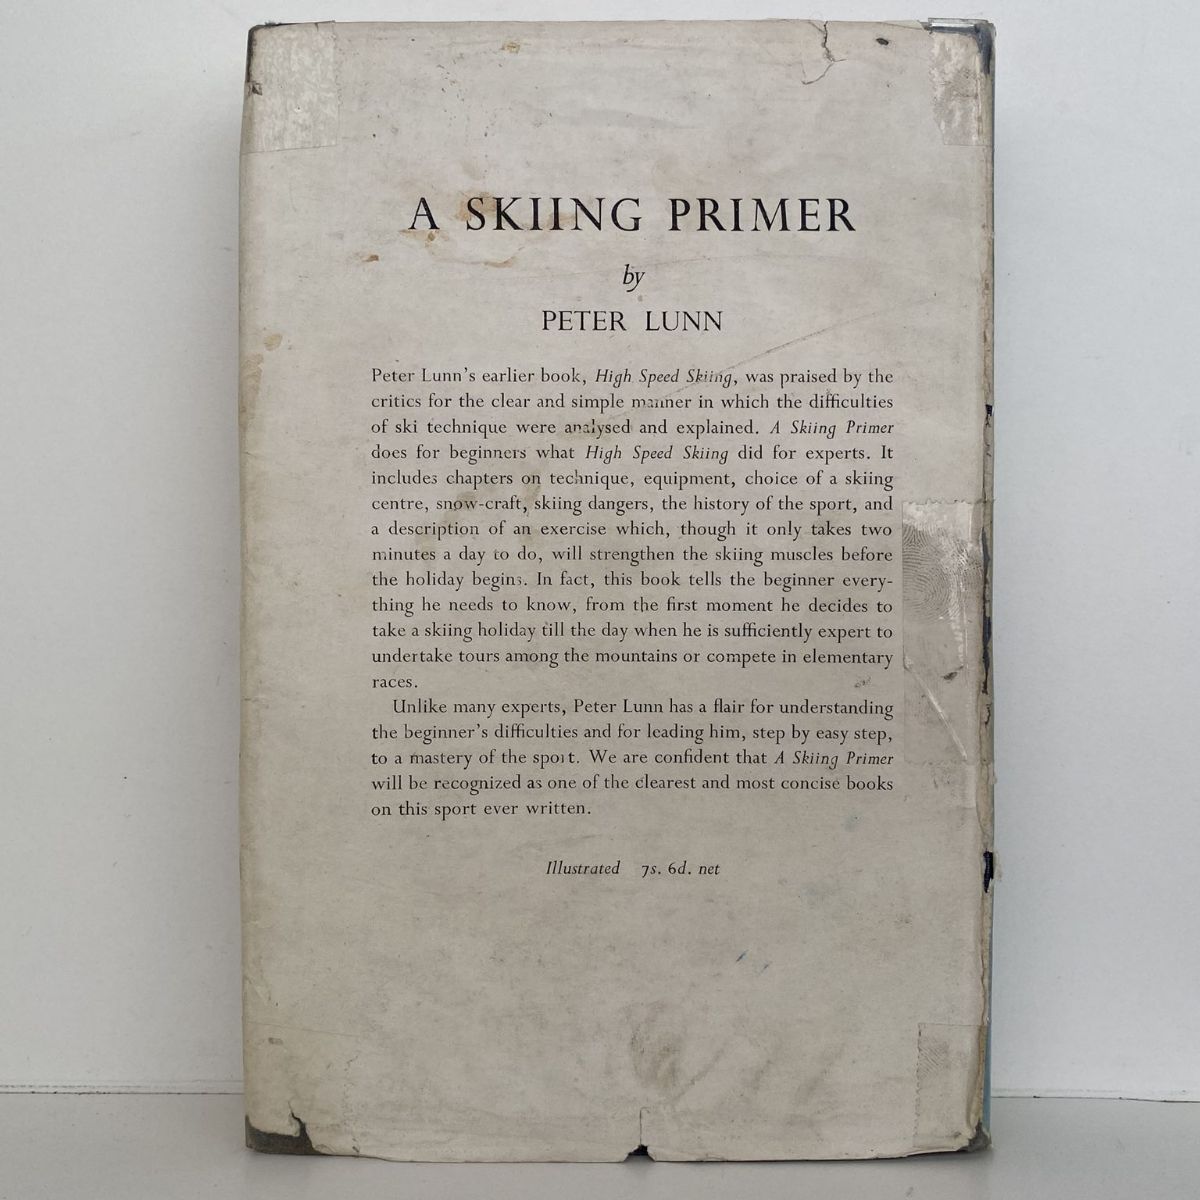 A SKIING PRIMER
by
PETER LUNN
Peter Lunn's earlier book, High Speed Skiing, was praised by the
critics for the clear and simple manner in which the difficulties
of ski technique were analysed and explained. A Skiing Primer
does for beginners what High Speed Skiing did for experts. It
includes chapters on technique, equipment, choice of a skiing
centre, snow-craft, skiing dangers, the history of the sport, and
a description of an exercise which, though it only takes two
minutes a day to do, will strengthen the skiing muscles before
the holiday begins. In fact, this book tells the beginner every-
thing he needs to know, from the first moment he decides to
take a skiing holiday till the day when he is sufficiently expert to
undertake tours among the mountains or compete in elementary
races.
Unlike many experts, Peter Lunn has a flair for understanding
the beginner's difficulties and for leading him, step by easy step,
to a mastery of the sport. We are confident that A Skiing Primer
will be recognized as one of the clearest and most concise books
on this sport ever written.
Illustrated 7s. 6d. net